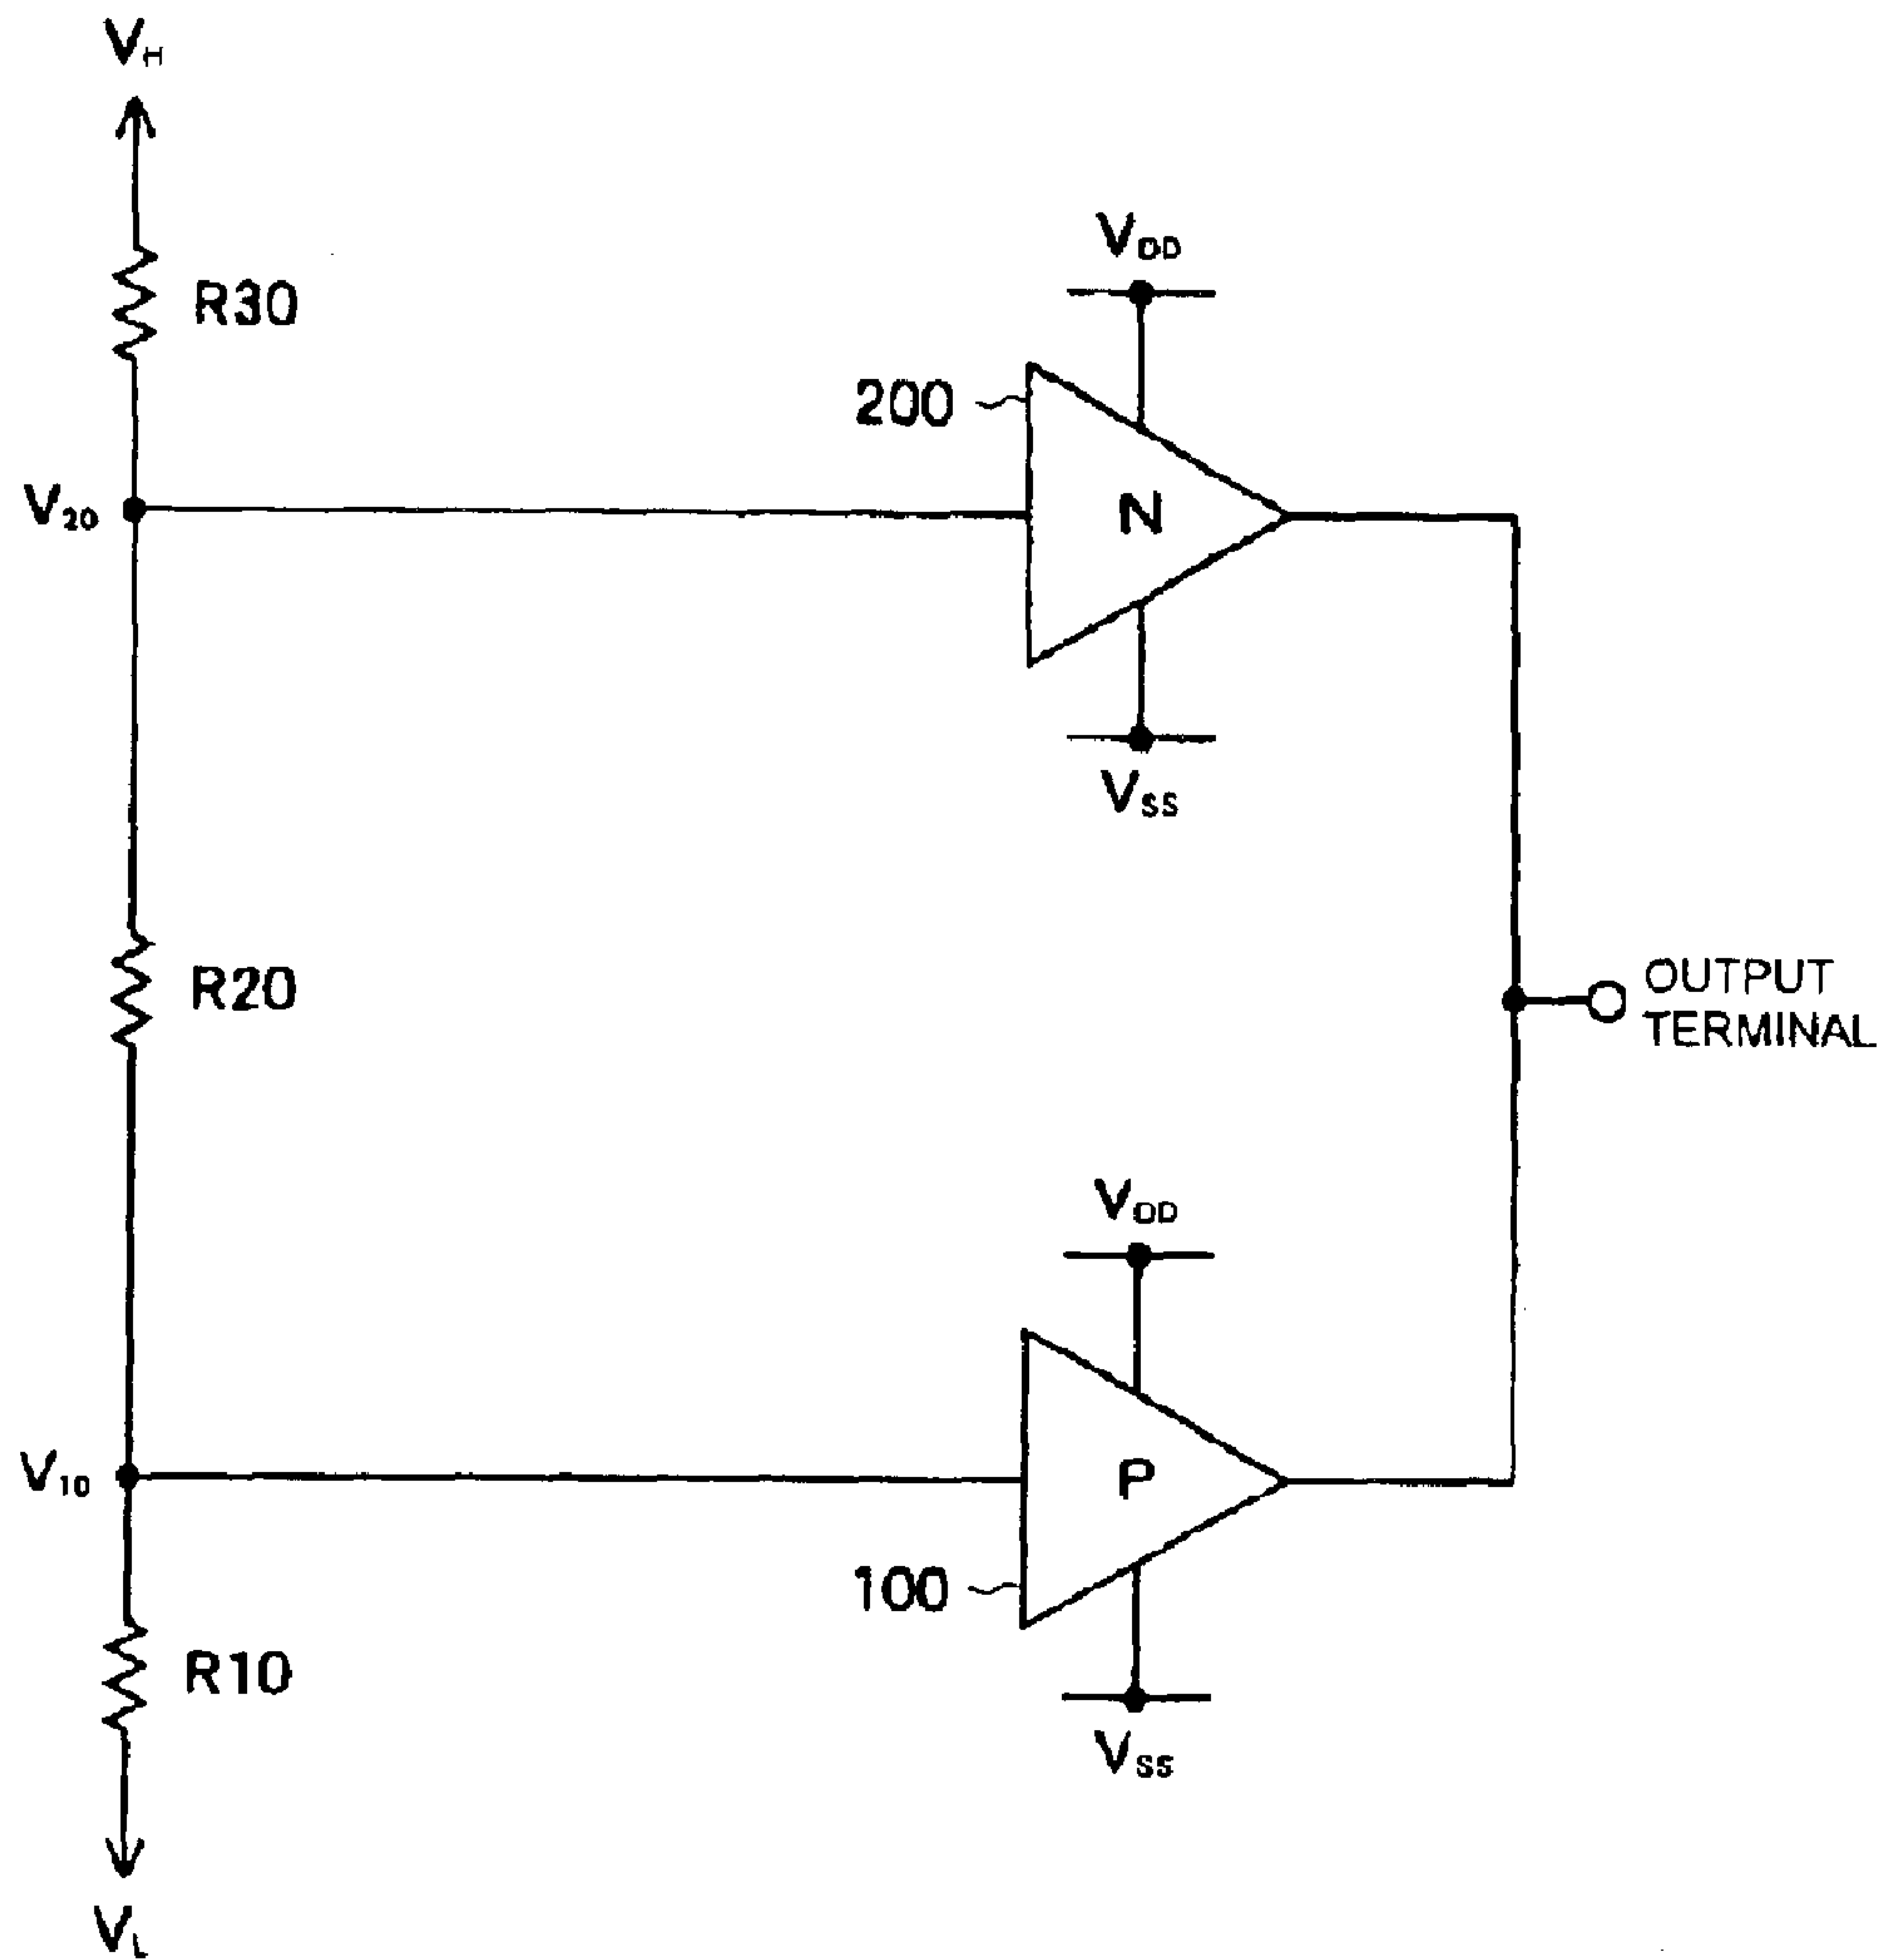 VH
R30
VDD
200
V20
N
VSS
R20
OUTPUT
TERMINAL
VDD
V10
P
100
R10
VSS
VL